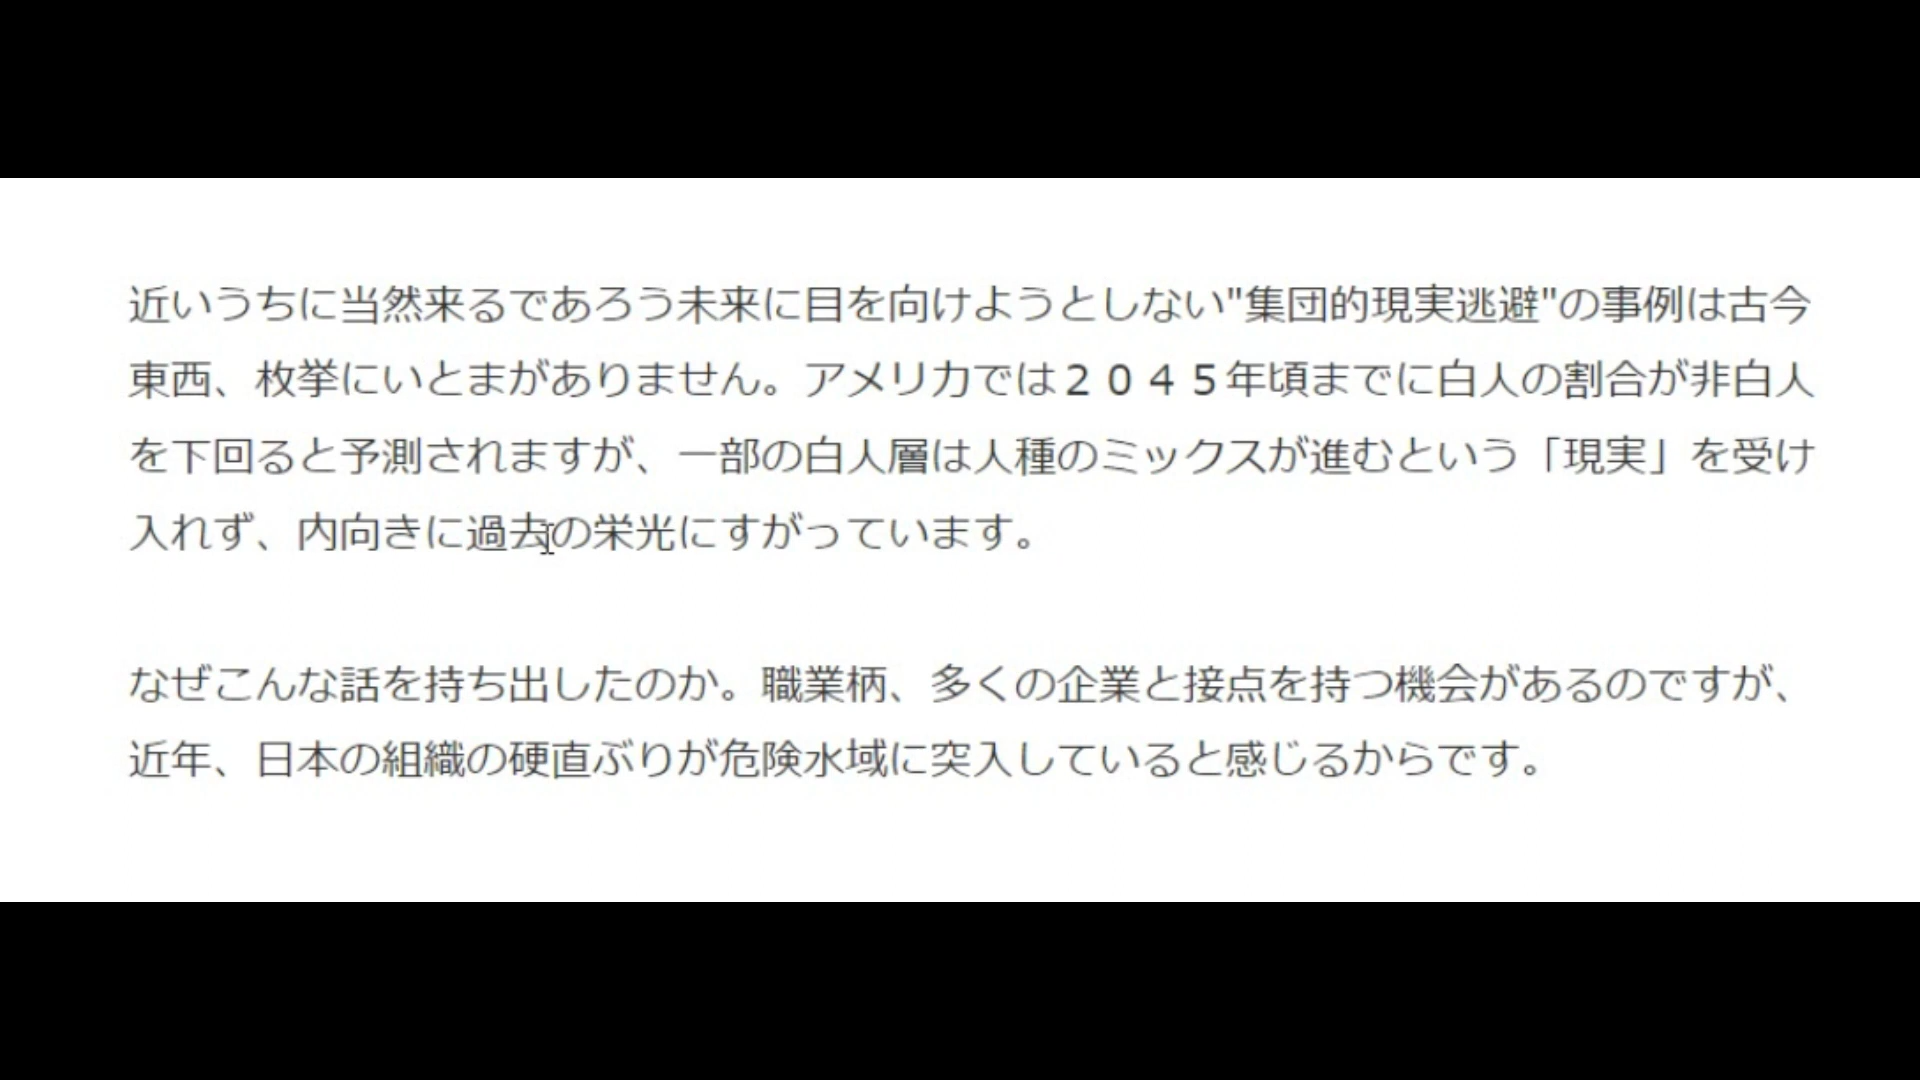 近いうちに当然来るであろう未来に目を向けようとしない"集団的現実逃避"の事例は古今
東西、枚挙にいとまがありません。アメリカでは２０４５年頃までに白人の割合が非白人
を下回ると予測されますが、一部の白人層は人種のミックスが進むという「現実」を受け
入れず、内向きに過去の栄光にすがっています。
なぜこんな話を持ち出したのか。職業柄、多くの企業と接点を持つ機会があるのですが、
近年、日本の組織の硬直ぶりが危険水域に突入していると感じるからです。